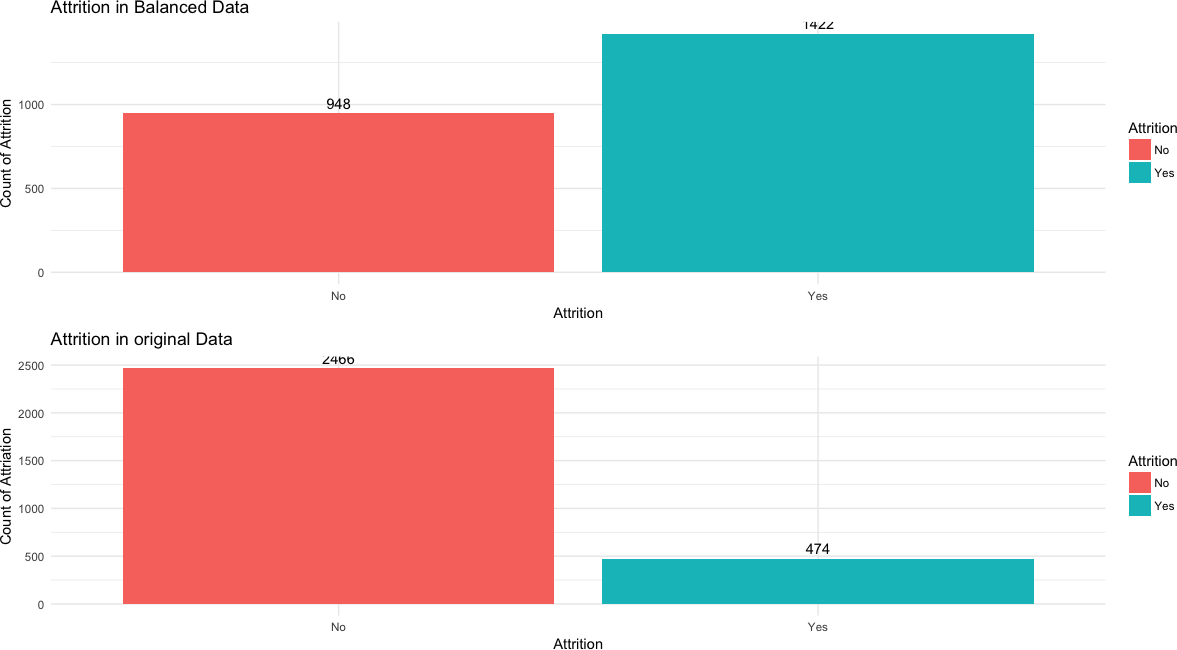 Attrition in Balanced Data
1422
948
1000
500
0
Count of Attrition
No
Yes
Attrition
Attrition
No
Yes
Attrition in original Data
2466
474
2500
2000
1500
1000
500
0
Count of Attriation
No
Yes
Attrition
Attrition
No
Yes